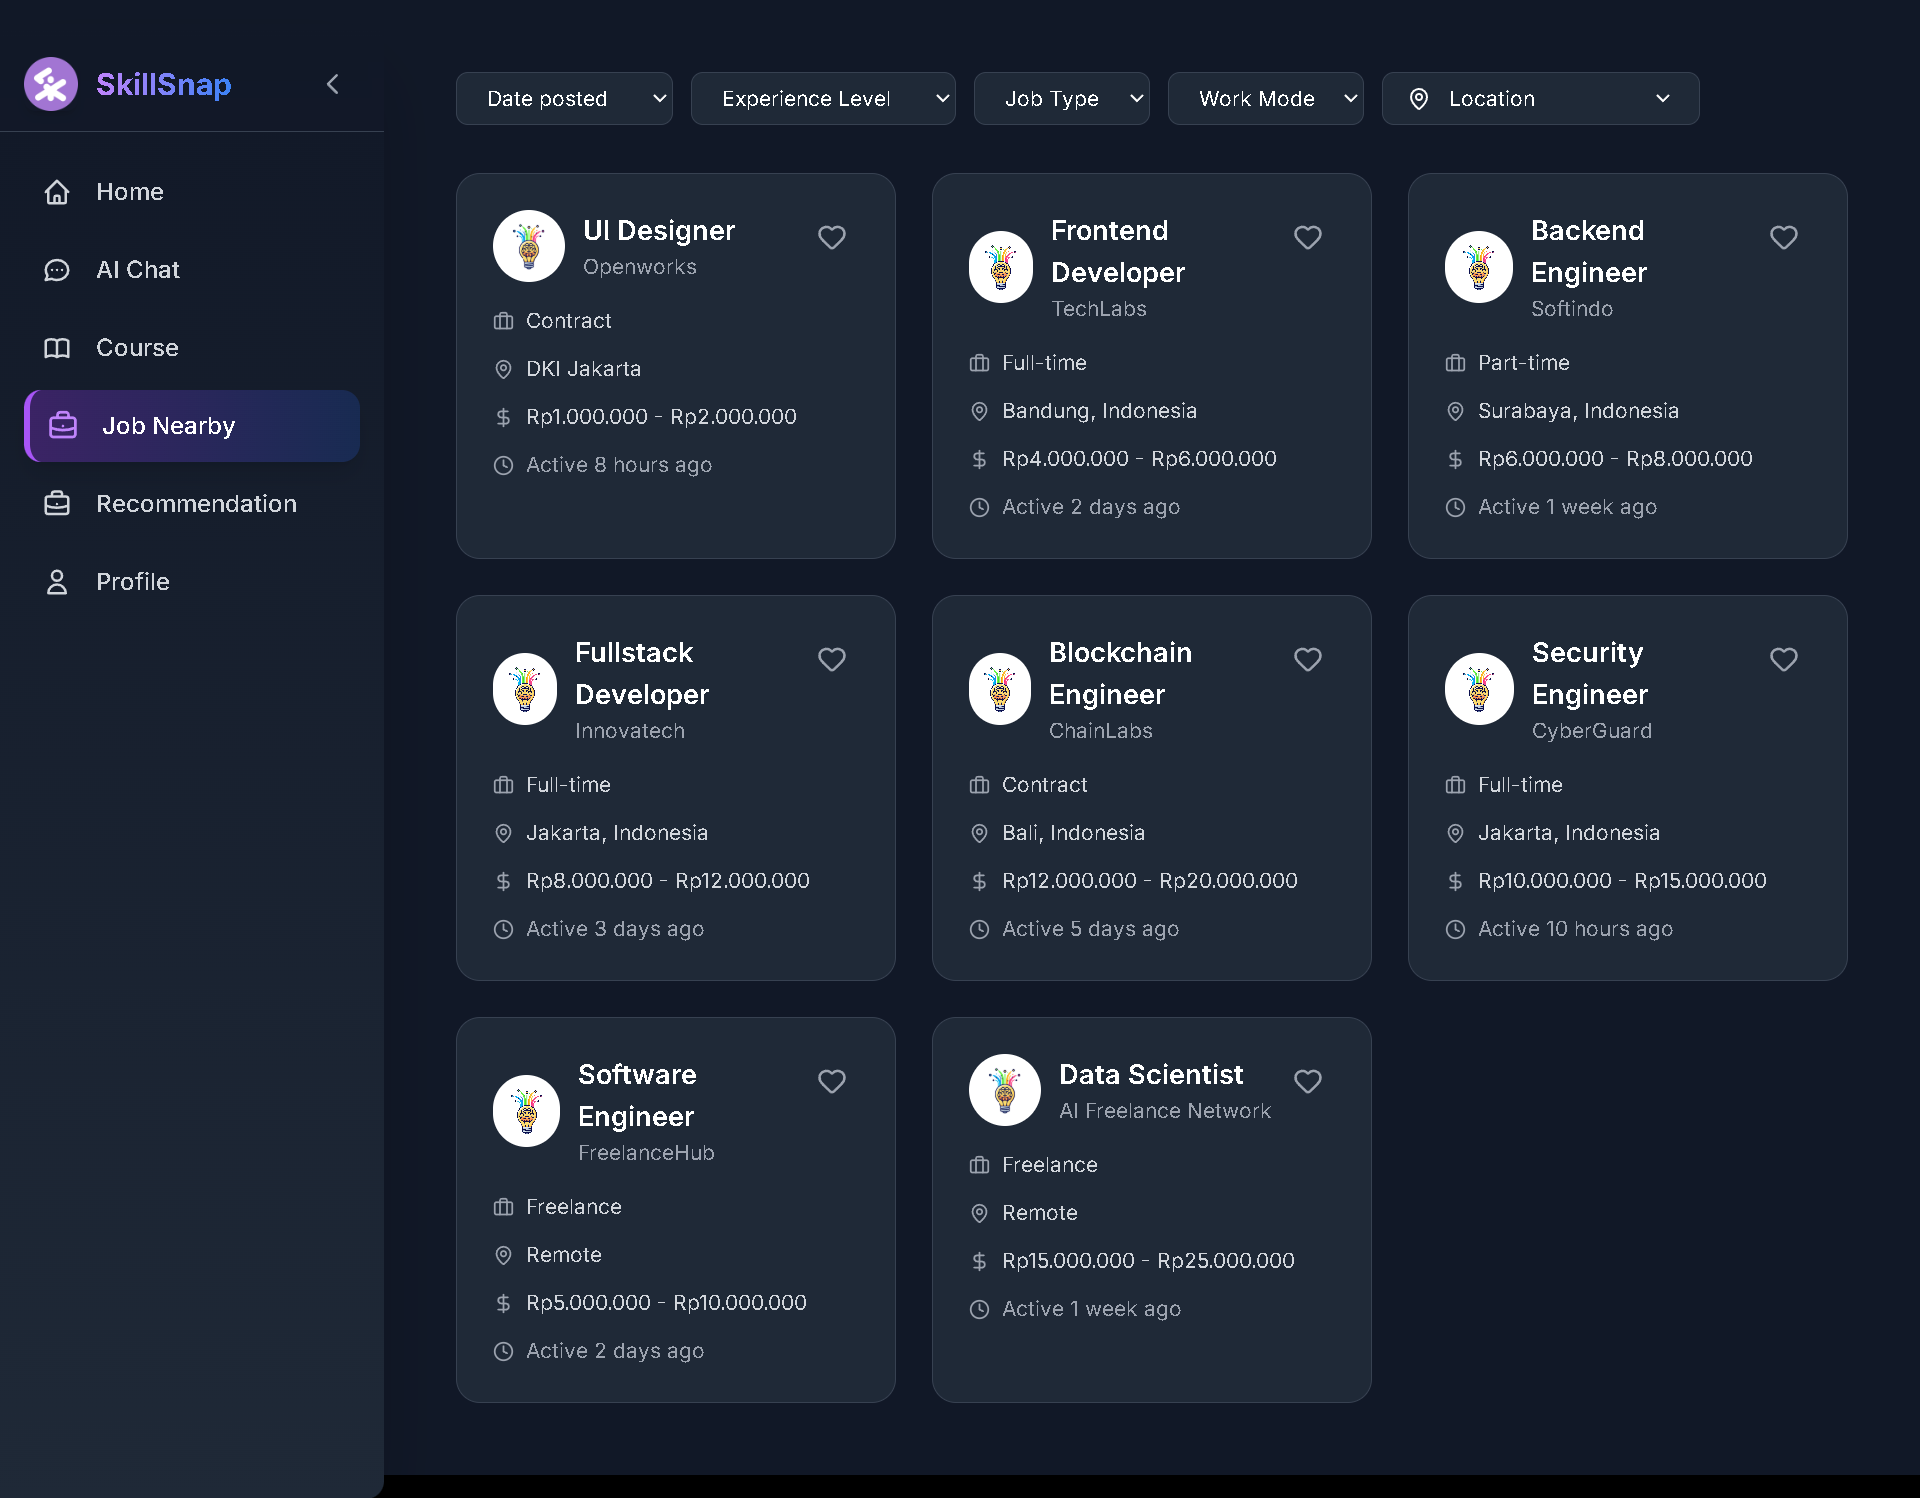 SkillSnap
Home
AI Chat
Course
Job Nearby
Recommendation
Profile
Date posted
Experience Level
Job Type
Work Mode
Location
UI Designer
Openworks
Contract
DKI Jakarta
Rp1.000.000 - Rp2.000.000
Active 8 hours ago
Frontend
Developer
TechLabs
Full-time
Bandung, Indonesia
Rp4.000.000 - Rp6.000.000
Active 2 days ago
Backend
Engineer
Softindo
Part-time
Surabaya, Indonesia
Rp6.000.000 - Rp8.000.000
Active 1 week ago
Fullstack
Developer
Innovatech
Full-time
Jakarta, Indonesia
Rp8.000.000 - Rp12.000.000
Active 3 days ago
Blockchain
Engineer
ChainLabs
Contract
Bali, Indonesia
Rp12.000.000 - Rp20.000.000
Active 5 days ago
Security
Engineer
CyberGuard
Full-time
Jakarta, Indonesia
Rp10.000.000 - Rp15.000.000
Active 10 hours ago
Software
Engineer
FreelanceHub
Freelance
Remote
Rp5.000.000 - Rp10.000.000
Active 2 days ago
Data Scientist
AI Freelance Network
Freelance
Remote
Rp15.000.000 - Rp25.000.000
Active 1 week ago